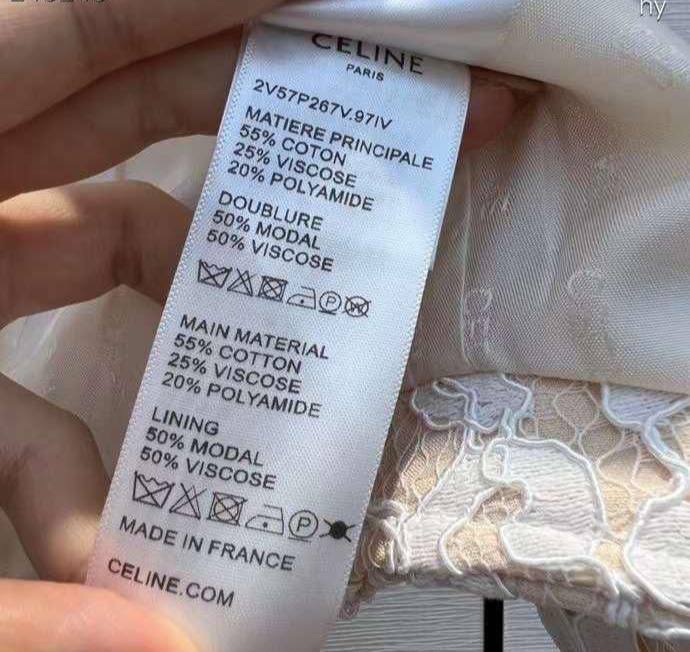 hy
CELINE
PARIS
2V57P267V.97IV
MATIERE PRINCIPALE
55% COTON
25% VISCOSE
20% POLYAMIDE
DOUBLURE
50% MODAL
50% VISCOSE
P
MAIN MATERIAL
55% COTTON
25% VISCOSE
20% POLYAMIDE
LINING
50% MODAL
50% VISCOSE
P
MADE IN FRANCE
CELINE.COM